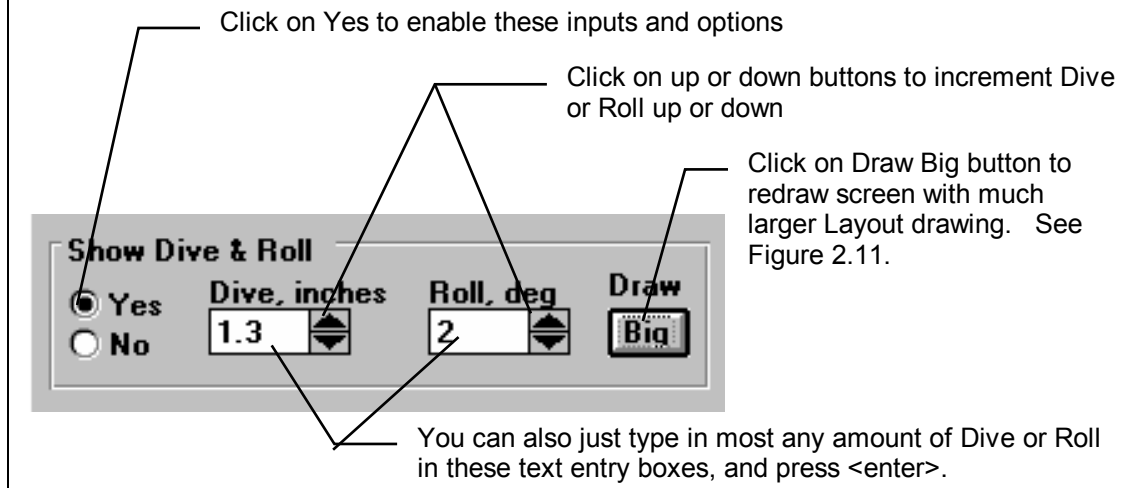 Click on Yes to enable these inputs and options
Click on up or down buttons to increment Dive
or Roll up or down
Click on Draw Big button to
redraw screen with much
larger Layout drawing.   See
Figure 2.11.
Show Dive & Roll
Yes
No
Dive, inches
1.3
Roll, deg
2
Draw
Big
You can also just type in most any amount of Dive or Roll
in these text entry boxes, and press <enter>.